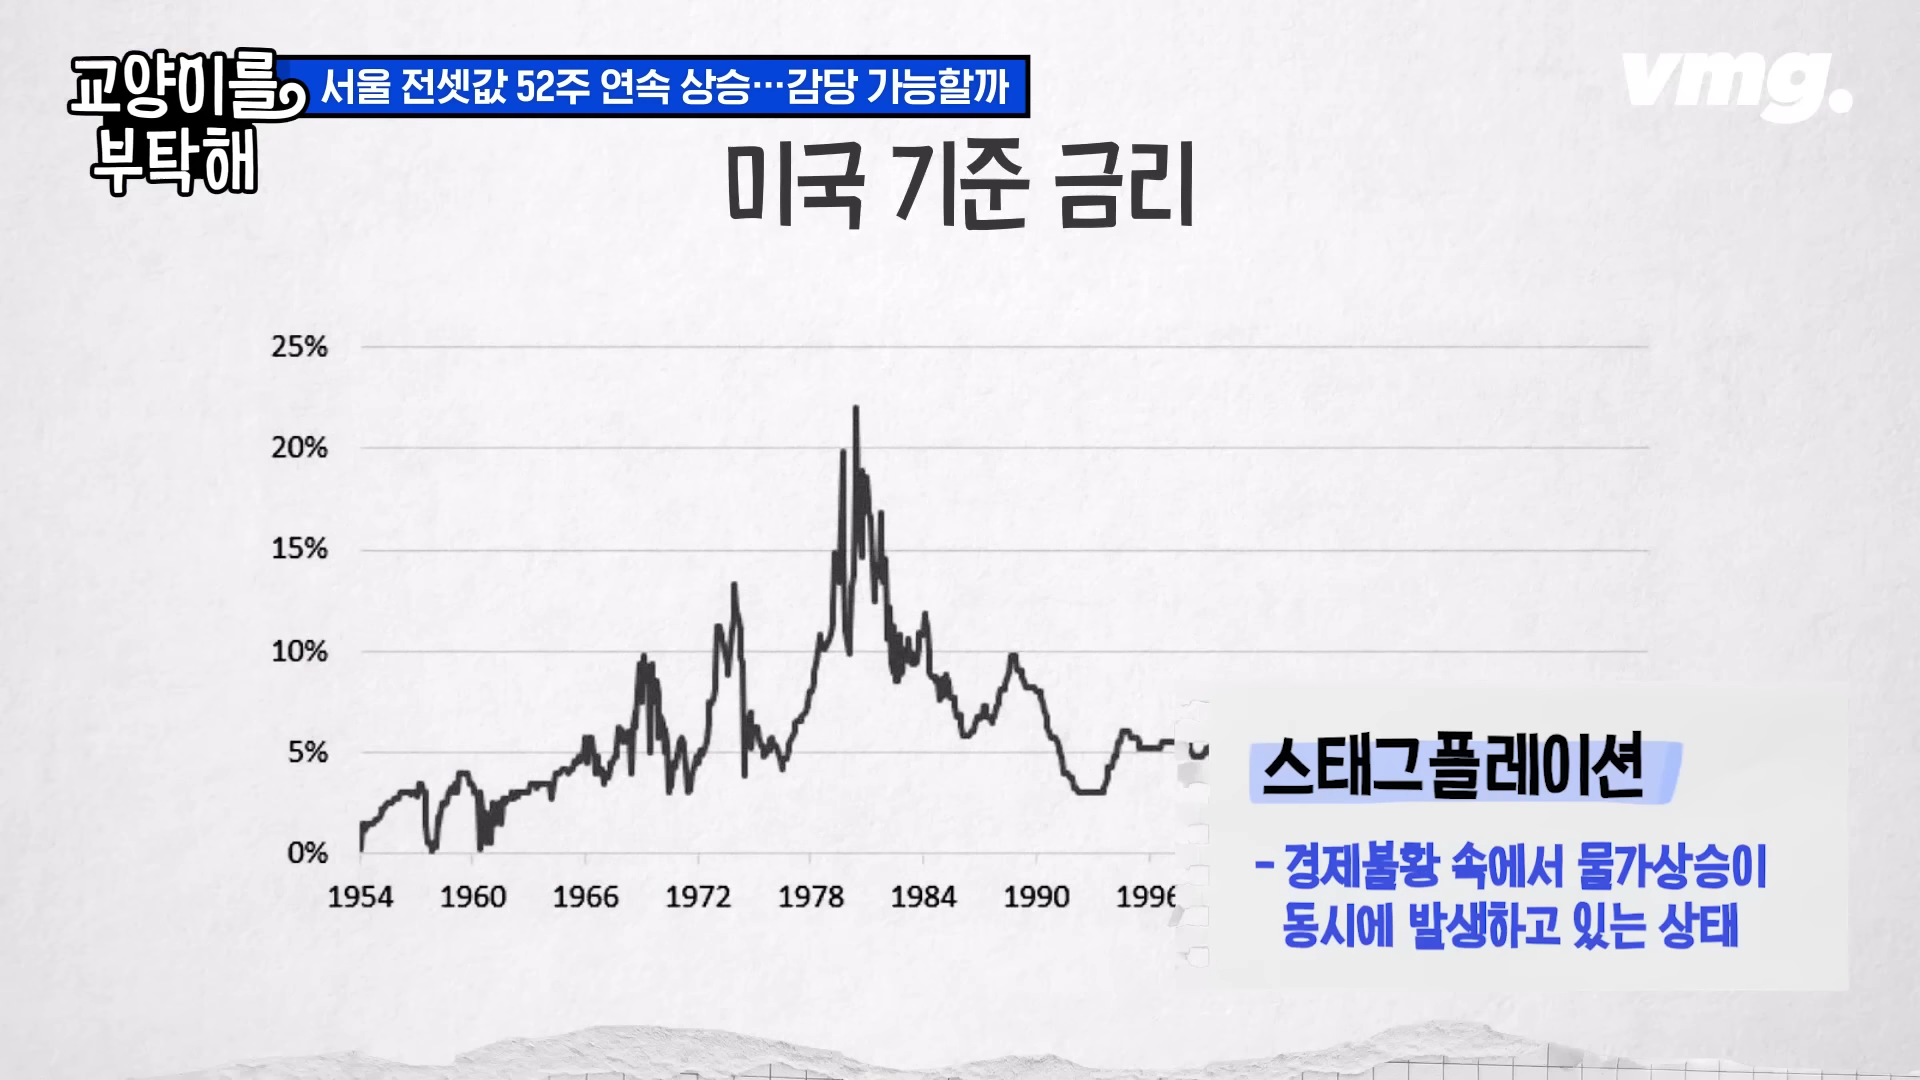 교양이를
부탁해
서울 전셋값 52주 연속 상승…감당 가능할까
vmg.
미국 기준 금리
25%
20%
15%
10%
5%
0%
1954 1960 1966 1972 1978 1984 1990 1996
스태그플레이션
- 경제불황 속에서 물가상승이
동시에 발생하고 있는 상태